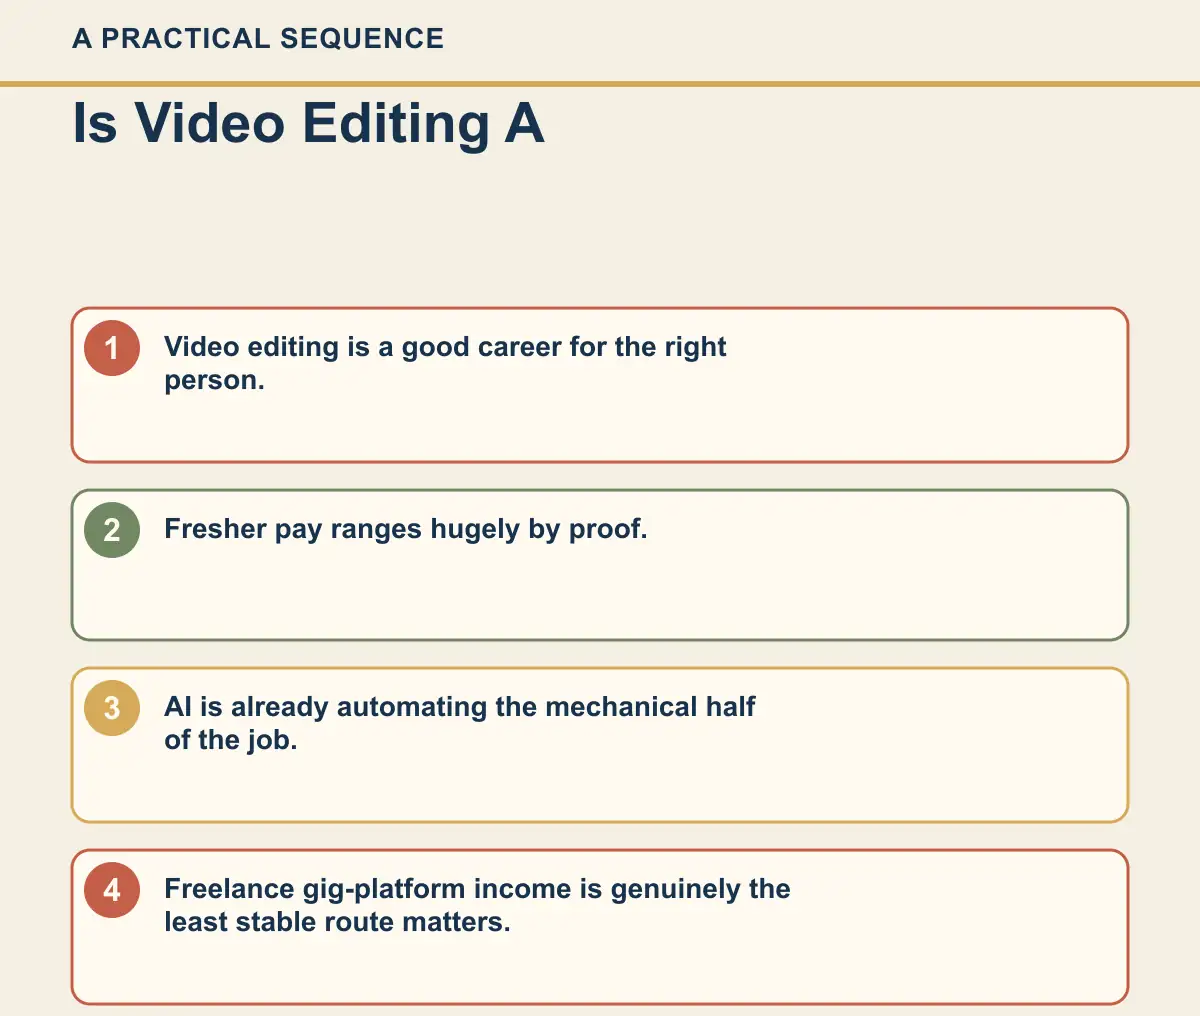 A PRACTICAL SEQUENCE
Is Video Editing A
1
Video editing is a good career for the right
person.
2
Fresher pay ranges hugely by proof.
3
AI is already automating the mechanical half
of the job.
4
Freelance gig-platform income is genuinely the
least stable route matters.